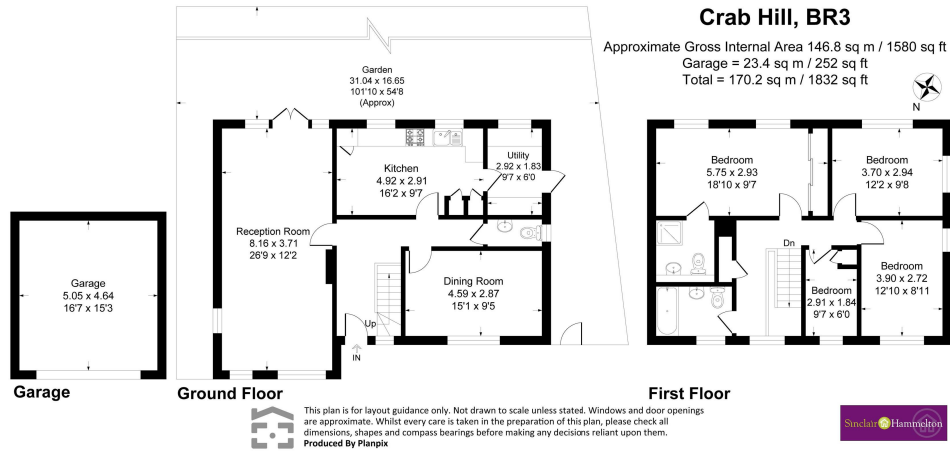 Crab Hill, BR3
Approximate Gross Internal Area 146.8 sq m / 1580 sq ft
Garage = 23.4 sq m / 252 sq ft
Total = 170.2 sq m / 1832 sq ft
N
Garden
31.04 x 16.65
101'10 x 54'8
(Approx)
Kitchen
4.92 x 2.91
16'2 x 9'7
Utility
2.92 x 1.83
9'7 x 6'0
Reception Room
8.16 x 3.71
26'9 x 12'2
Dining Room
4.59 x 2.87
15'1 x 9'5
Up
IN
Garage
5.05 x 4.64
16'7 x 15'3
Bedroom
5.75 x 2.93
18'10 x 9'7
Bedroom
3.70 x 2.94
12'2 x 9'8
Dn
Bedroom
2.91 x 1.84
9'7 x 6'0
Bedroom
3.90 x 2.72
12'10 x 8'11
Garage
Ground Floor
First Floor
This plan is for layout guidance only. Not drawn to scale unless stated. Windows and door openings
are approximate. Whilst every care is taken in the preparation of this plan, please check all
dimensions, shapes and compass bearings before making any decisions reliant upon them.
Produced By Planpix
Sinclair Hammelton